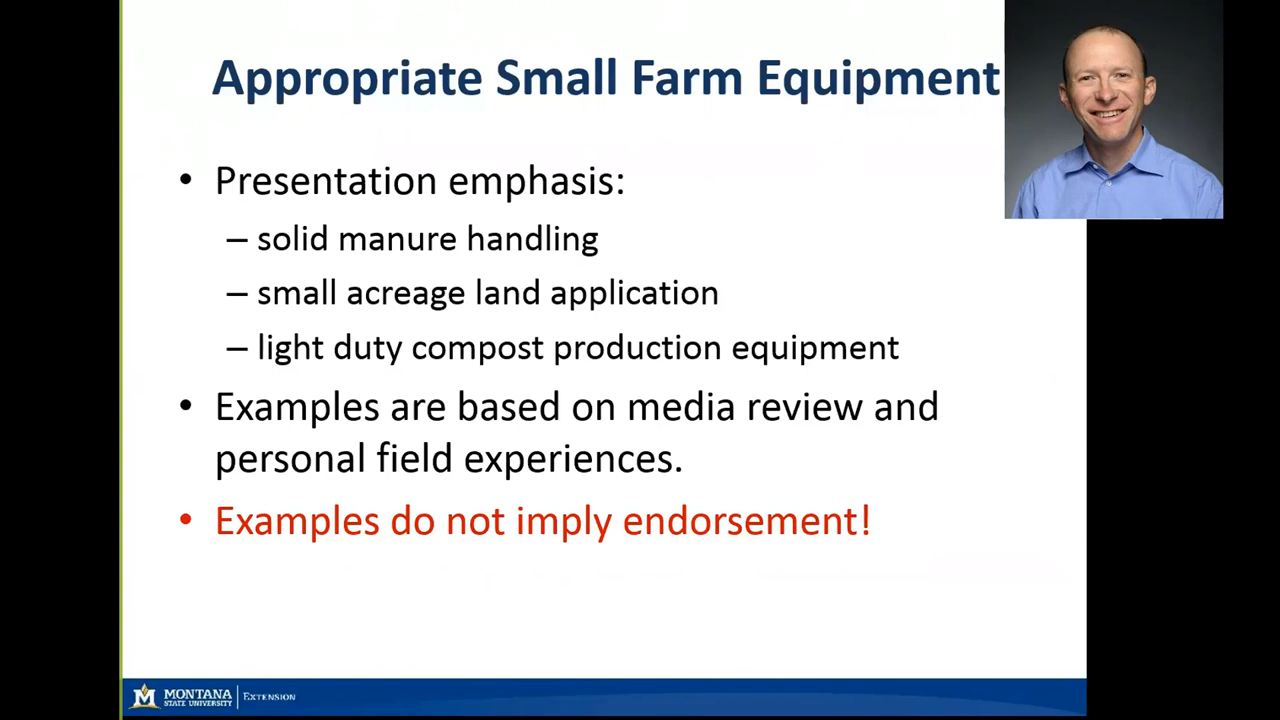 Appropriate Small Farm Equipment
• Presentation emphasis:
– solid manure handling
– small acreage land application
– light duty compost production equipment
• Examples are based on media review and
personal field experiences.
• Examples do not imply endorsement!
M MONTANA
STATE UNIVERSITY
EXTENSION